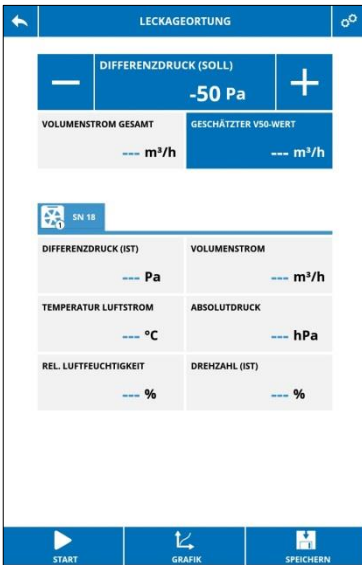 LECKAGEORTUNG
DIFFERENZDRUCK (SOLL)
-50 Pa
VOLUMENSTROM GESAMT
--- m³/h
GESCHÄTZTER V50-WERT
--- m³/h
1
SN 18
DIFFERENZDRUCK (IST)
--- Pa
VOLUMENSTROM
--- m³/h
TEMPERATUR LUFTSTROM
--- °C
ABSOLUTDRUCK
--- hPa
REL. LUFTFEUCHTIGKEIT
--- %
DREHZAHL (IST)
--- %
START
GRAFIK
SPEICHERN